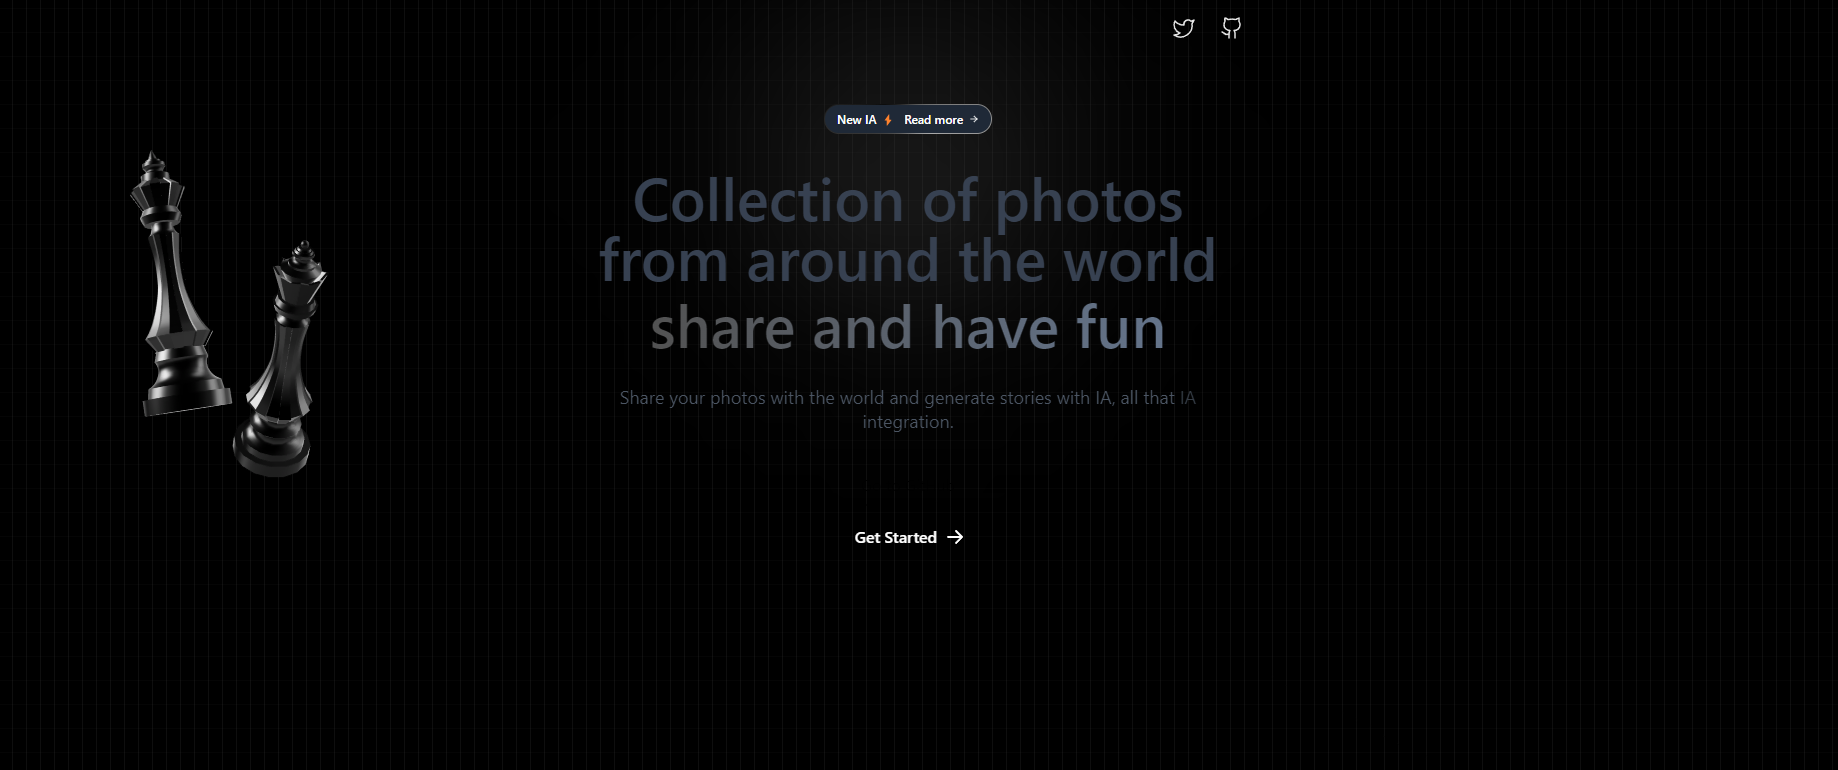 New IA Read more
Collection of photos
from around the world
share and have fun
Share your photos with the world and generate stories with IA, all that IA
integration.
Get Started